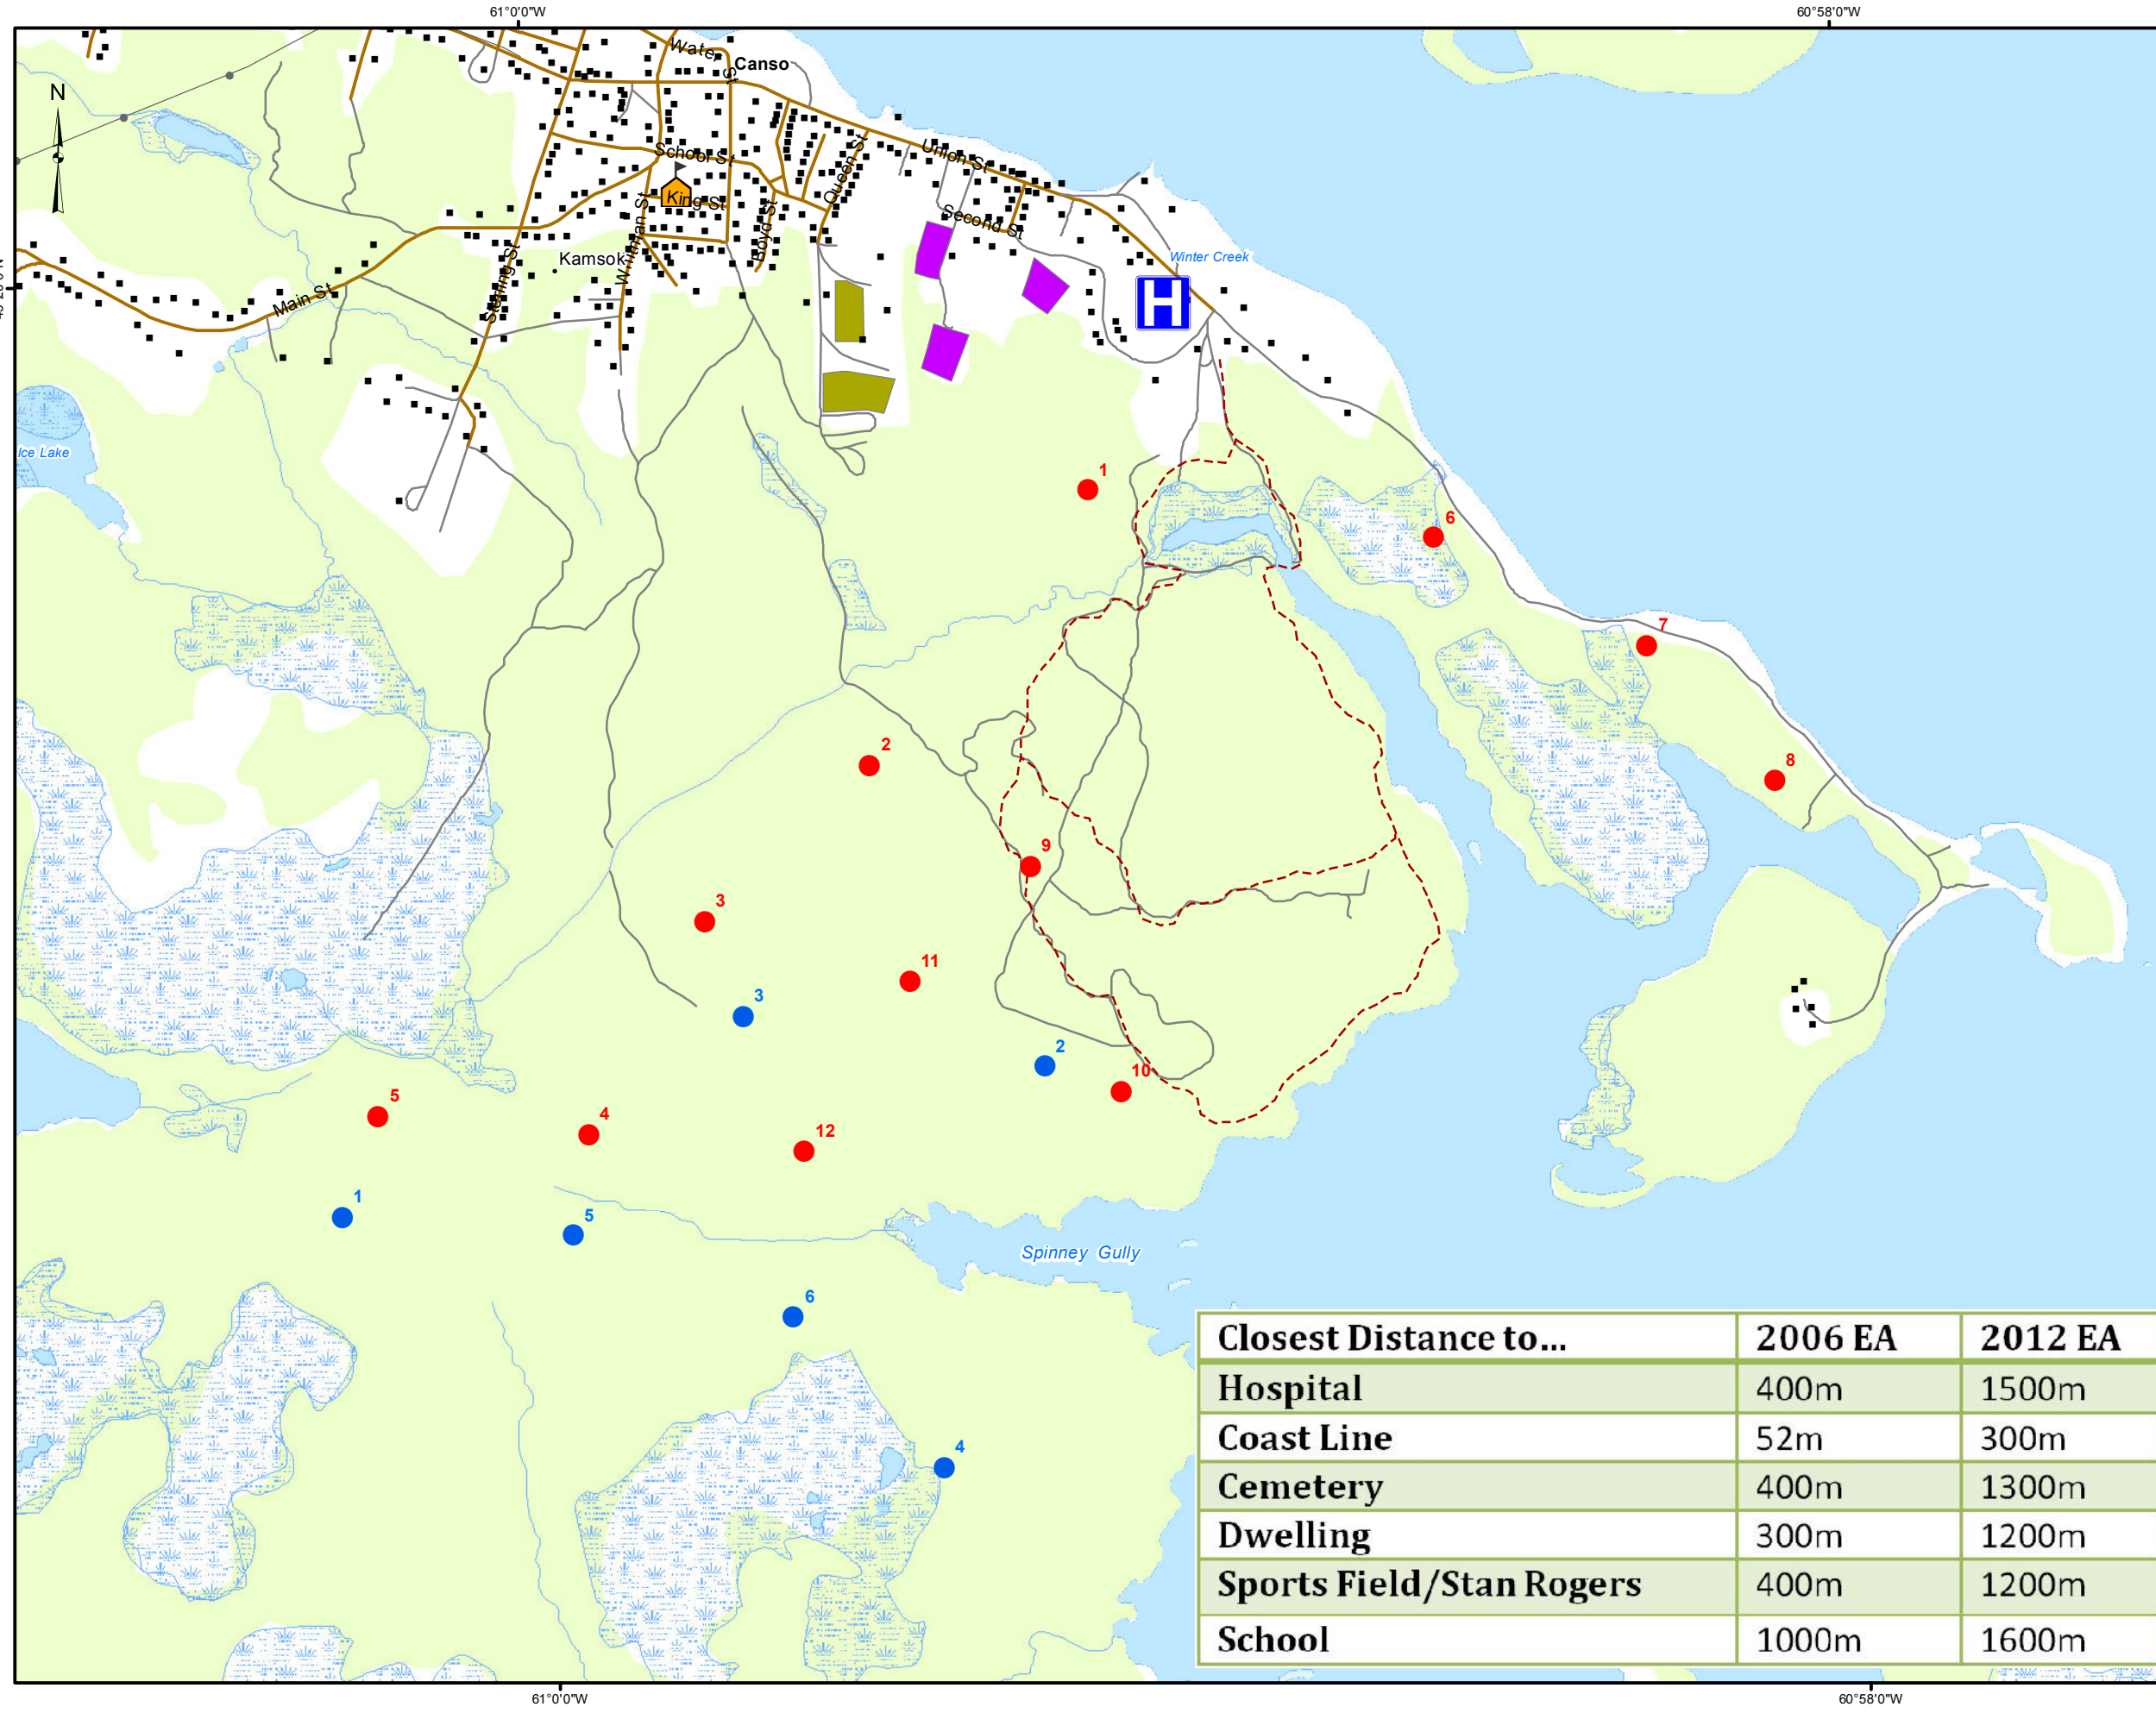 61°0'0"W
60°58'0"W
N
Water St
Canso
School St
King St
Queen St
Union St
Second St
Boyd St
Whitman St
Sterling St
Kamsok
Main St
Winter Creek
H
Ice Lake
1
6
7
2
8
9
3
11
3
2
10
5
4
12
1
5
Spinney Gully
6
4
Closest Distance to... 2006 EA 2012 EA
Hospital 400m 1500m
Coast Line 52m 300m
Cemetery 400m 1300m
Dwelling 300m 1200m
Sports Field/Stan Rogers 400m 1200m
School 1000m 1600m
61°0'0"W
60°58'0"W